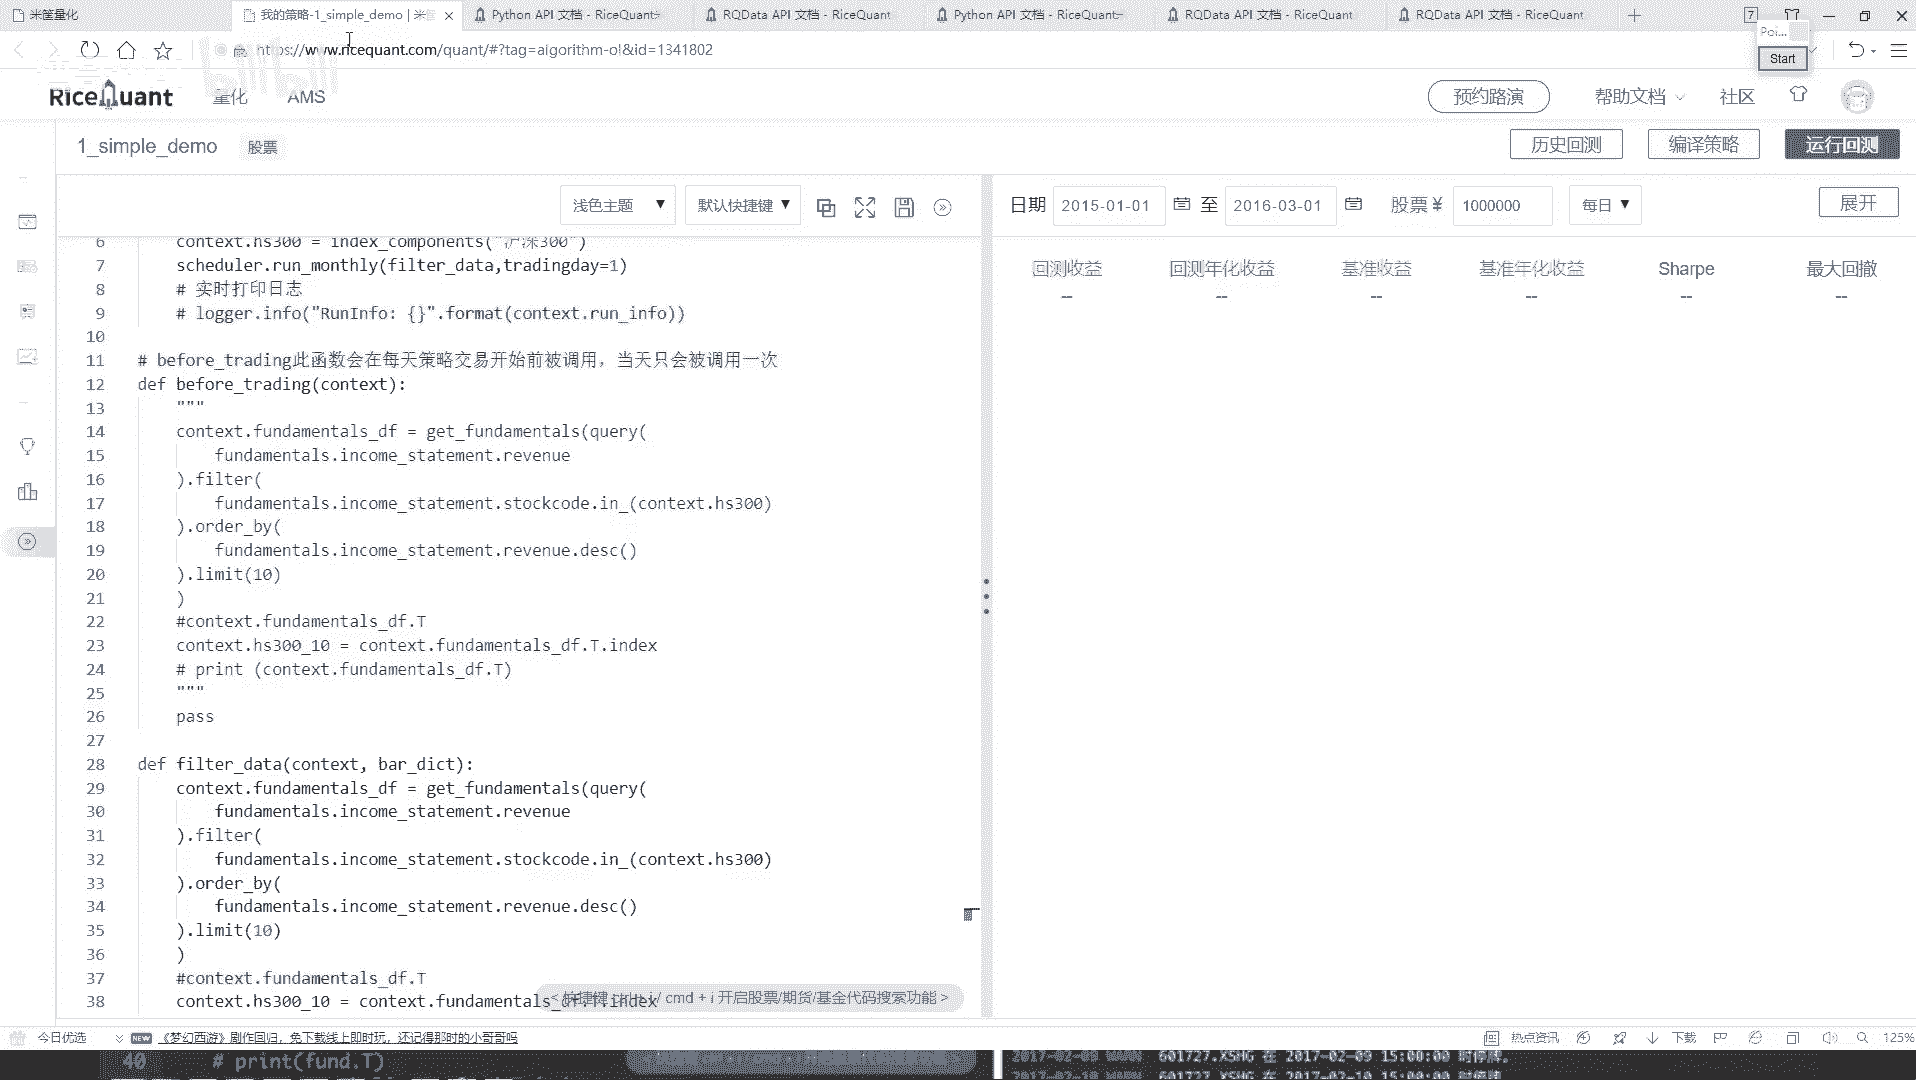 米筐量化
我的策略-1_simple_demo | 米筐
Python API 文档 - RiceQuant
RQData API 文档 - RiceQuant
Python API 文档 - RiceQuant
RQData API 文档 - RiceQuant
RQData API 文档 - RiceQuant
7
Poi...
Start
https://www.ricequant.com/quant/#?tag=algorithm-ol&id=1341802
RiceQuant
量化
AMS
预约路演
帮助文档
社区
1_simple_demo
股票
历史回测
编译策略
运行回测
浅色主题 ▼
默认快捷键 ▼
日期
2015-01-01
至
2016-03-01
股票 ¥
1000000
每日 ▼
展开
回测收益
回测年化收益
基准收益
基准年化收益
Sharpe
最大回撤
--
--
--
--
--
--
6 context.hs300 = index_components("沪深300")
7 scheduler.run_monthly(filter_data,tradingday=1)
8 # 实时打印日志
9 # logger.info("RunInfo: {}".format(context.run_info))
10
11 # before_trading此函数会在每天策略交易开始前被调用，当天只会被调用一次
12 def before_trading(context):
13 """
14 context.fundamentals_df = get_fundamentals(query(
15 fundamentals.income_statement.revenue
16 ).filter(
17 fundamentals.income_statement.stockcode.in_(context.hs300)
18 ).order_by(
19 fundamentals.income_statement.revenue.desc()
20 ).limit(10)
21 )
22 #context.fundamentals_df.T
23 context.hs300_10 = context.fundamentals_df.T.index
24 # print (context.fundamentals_df.T)
25 """
26 pass
27
28 def filter_data(context, bar_dict):
29 context.fundamentals_df = get_fundamentals(query(
30 fundamentals.income_statement.revenue
31 ).filter(
32 fundamentals.income_statement.stockcode.in_(context.hs300)
33 ).order_by(
34 fundamentals.income_statement.revenue.desc()
35 ).limit(10)
36 )
37 #context.fundamentals_df.T
38 context.hs300_10 = context.fundamentals_df.T.index
< 快捷键 ctrl + i / cmd + i 开启股票/期货/基金代码搜索功能 >
今日优选
NEW
《梦幻西游》剧作回归，免下载线上即时玩，还记得那时的小哥哥吗
热点资讯
下载
125%
40 # print(fund.T)
2017-02-09 WARN 601727.XSHG 在 2017-02-09 15:00:00 时停牌。
2017-02-10 WARN 601727.XSHG 在 2017-02-10 15:00:00 时停牌。